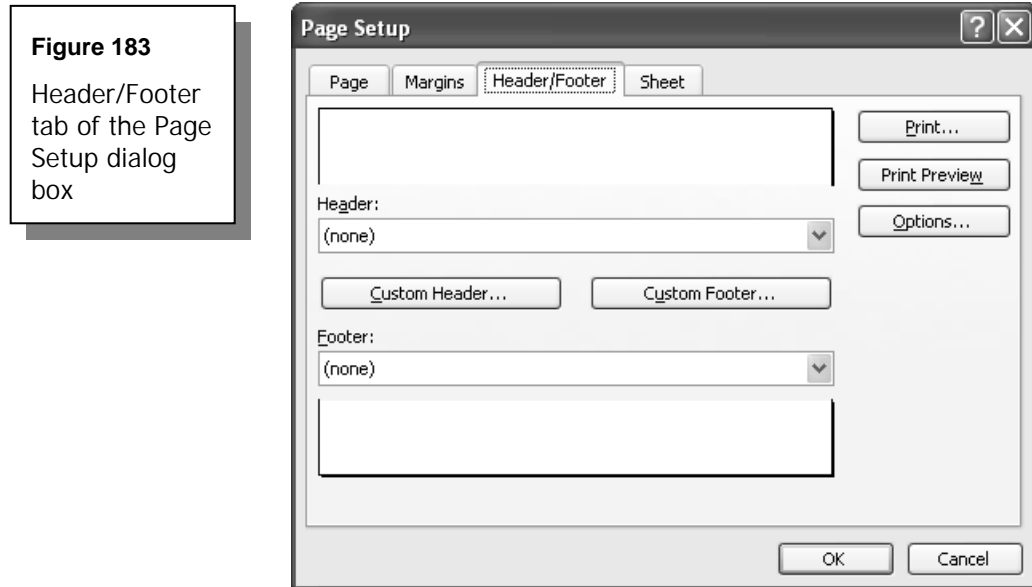 Figure 183
Header/Footer
tab of the Page
Setup dialog
box
Page Setup
Page Margins Header/Footer Sheet
Print...
Print Preview
Options...
Header:
(none)
Custom Header... Custom Footer...
Footer:
(none)
OK Cancel